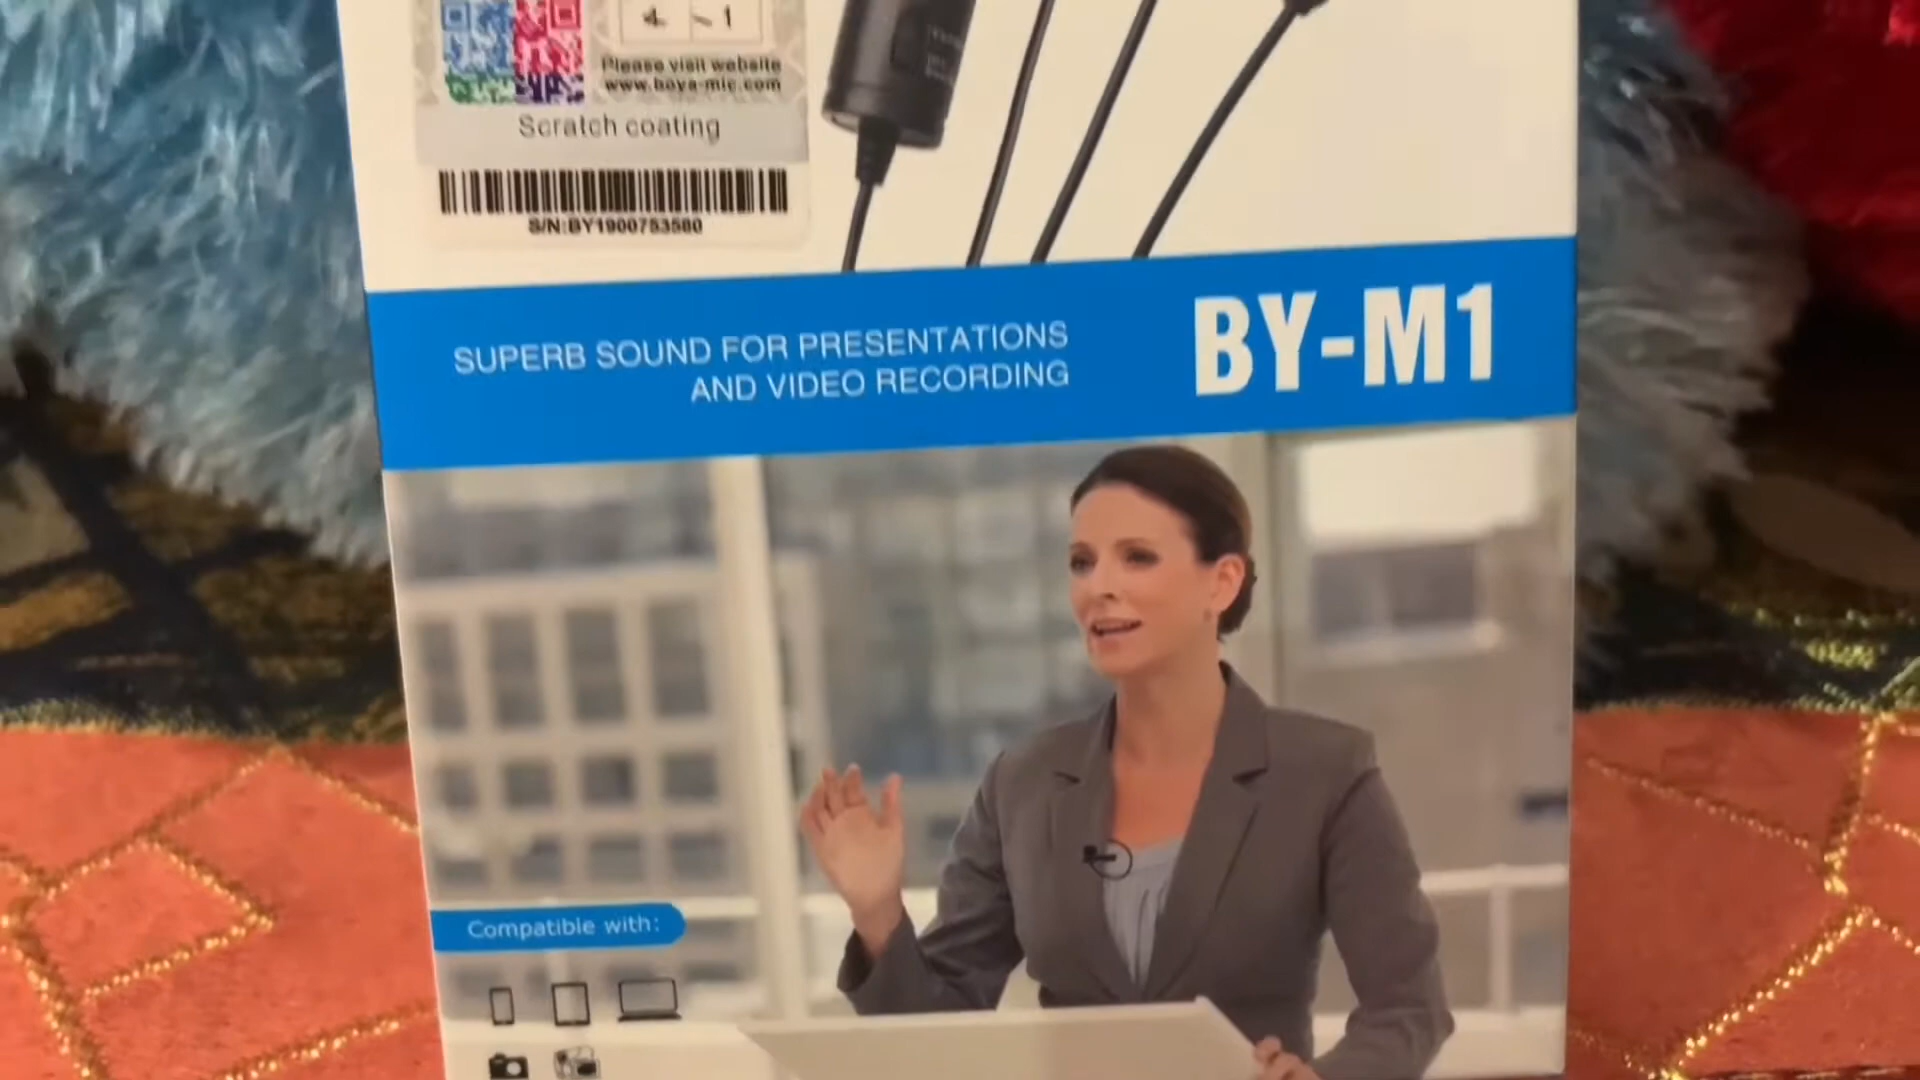 Please visit website
www.boya-mic.com
Scratch coating
S/N:BY1900753580
SUPERB SOUND FOR PRESENTATIONS
AND VIDEO RECORDING
BY-M1
Compatible with: